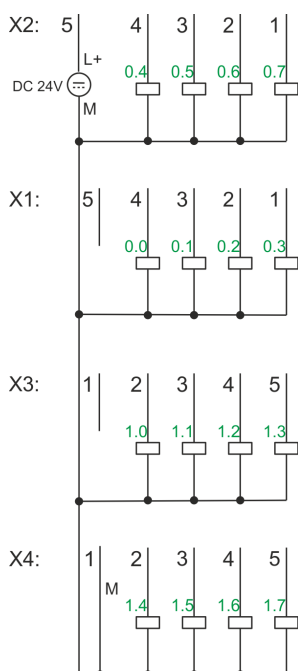 X2: 5 4 3 2 1
L+
0.4 0.5 0.6 0.7
DC 24V
M
X1: 5 4 3 2 1
0.0 0.1 0.2 0.3
X3: 1 2 3 4 5
1.0 1.1 1.2 1.3
X4: 1 2 3 4 5
M
1.4 1.5 1.6 1.7